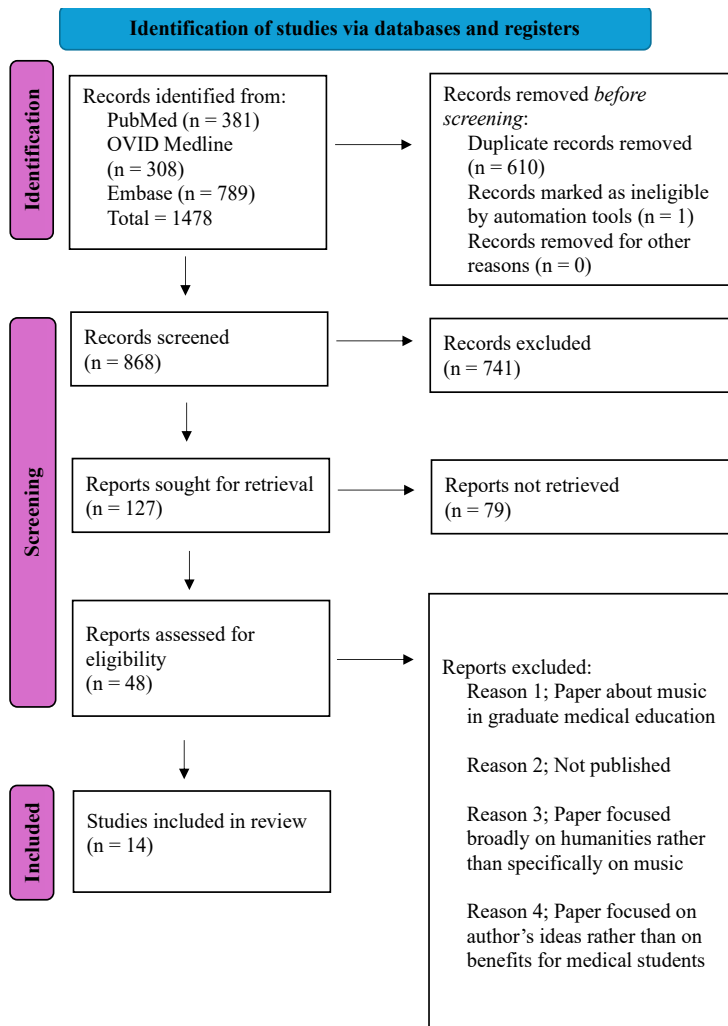 Identification of studies via databases and registers
Identification
Records identified from:
PubMed (n = 381)
OVID Medline
(n = 308)
Embase (n = 789)
Total = 1478
Records removed before
screening:
Duplicate records removed
(n = 610)
Records marked as ineligible
by automation tools (n = 1)
Records removed for other
reasons (n = 0)
Screening
Records screened
(n = 868)
Records excluded
(n = 741)
Reports sought for retrieval
(n = 127)
Reports not retrieved
(n = 79)
Reports assessed for
eligibility
(n = 48)
Reports excluded:
Reason 1; Paper about music
in graduate medical education
Reason 2; Not published
Reason 3; Paper focused
broadly on humanities rather
than specifically on music
Reason 4; Paper focused on
author’s ideas rather than on
benefits for medical students
Included
Studies included in review
(n = 14)